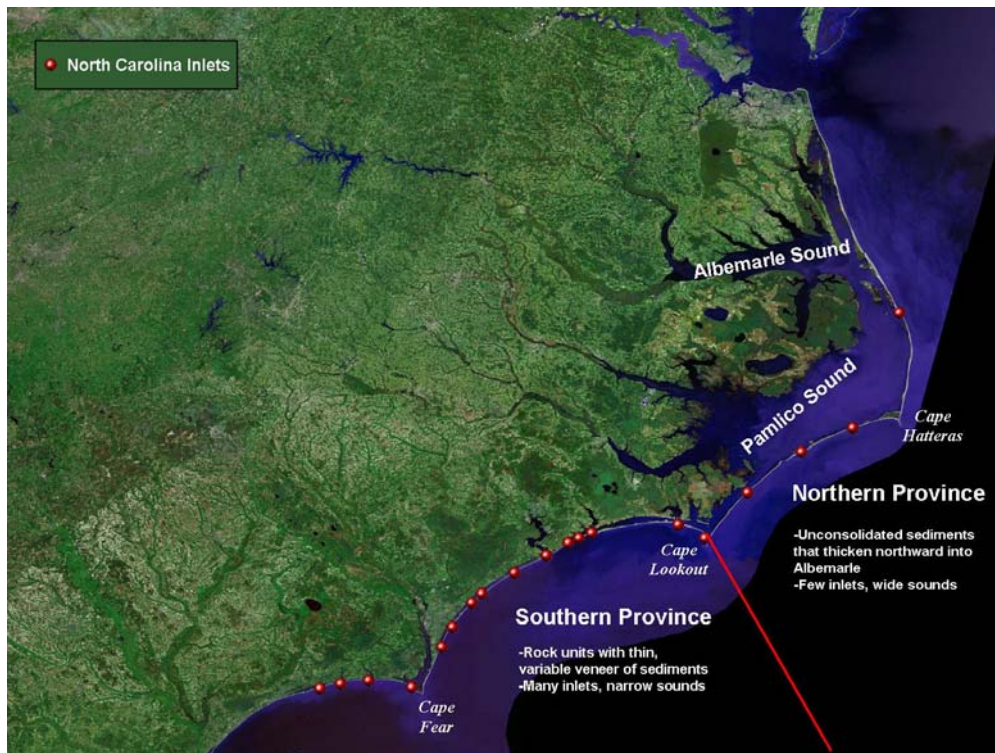 North Carolina Inlets
Albemarle Sound
Pamlico Sound
Cape
Hatteras
Northern Province
-Unconsolidated sediments
that thicken northward into
Albemarle
-Few inlets, wide sounds
Cape
Lookout
Southern Province
-Rock units with thin,
variable veneer of sediments
-Many inlets, narrow sounds
Cape
Fear